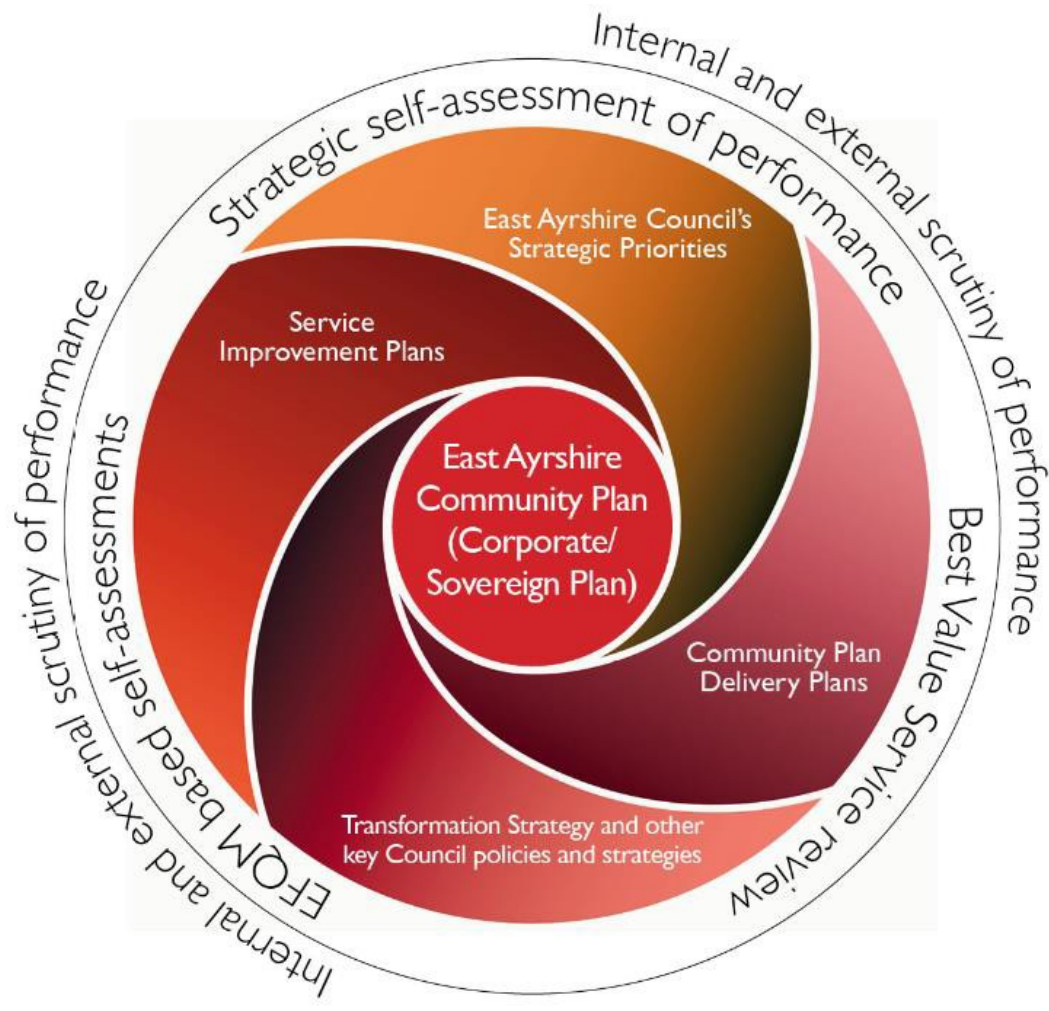 Internal and external scrutiny of performance
Strategic self-assessment of performance
East Ayrshire Council's
Strategic Priorities
Service
Improvement Plans
East Ayrshire
Community Plan
(Corporate/
Sovereign Plan)
Community Plan
Delivery Plans
Transformation Strategy and other
key Council policies and strategies
Best Value Service review
EFQM based self-assessments
Internal and external scrutiny of performance